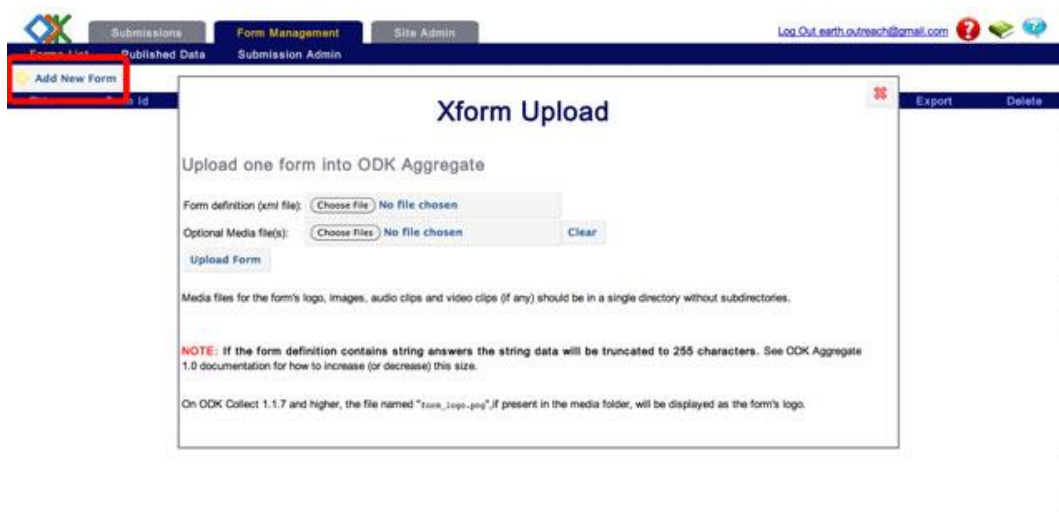 Submissions Form Management Site Admin Log Out earth.outreach@gmail.com
Forms List Published Data Submission Admin
Add New Form
Form Id Export Delete
Xform Upload
Upload one form into ODK Aggregate
Form definition (xml file): Choose File No file chosen
Optional Media file(s): Choose Files No file chosen Clear
Upload Form
Media files for the form's logo, images, audio clips and video clips (if any) should be in a single directory without subdirectories.
NOTE: If the form definition contains string answers the string data will be truncated to 255 characters. See ODK Aggregate
1.0 documentation for how to increase (or decrease) this size.
On ODK Collect 1.1.7 and higher, the file named "form_logo.png",if present in the media folder, will be displayed as the form's logo.